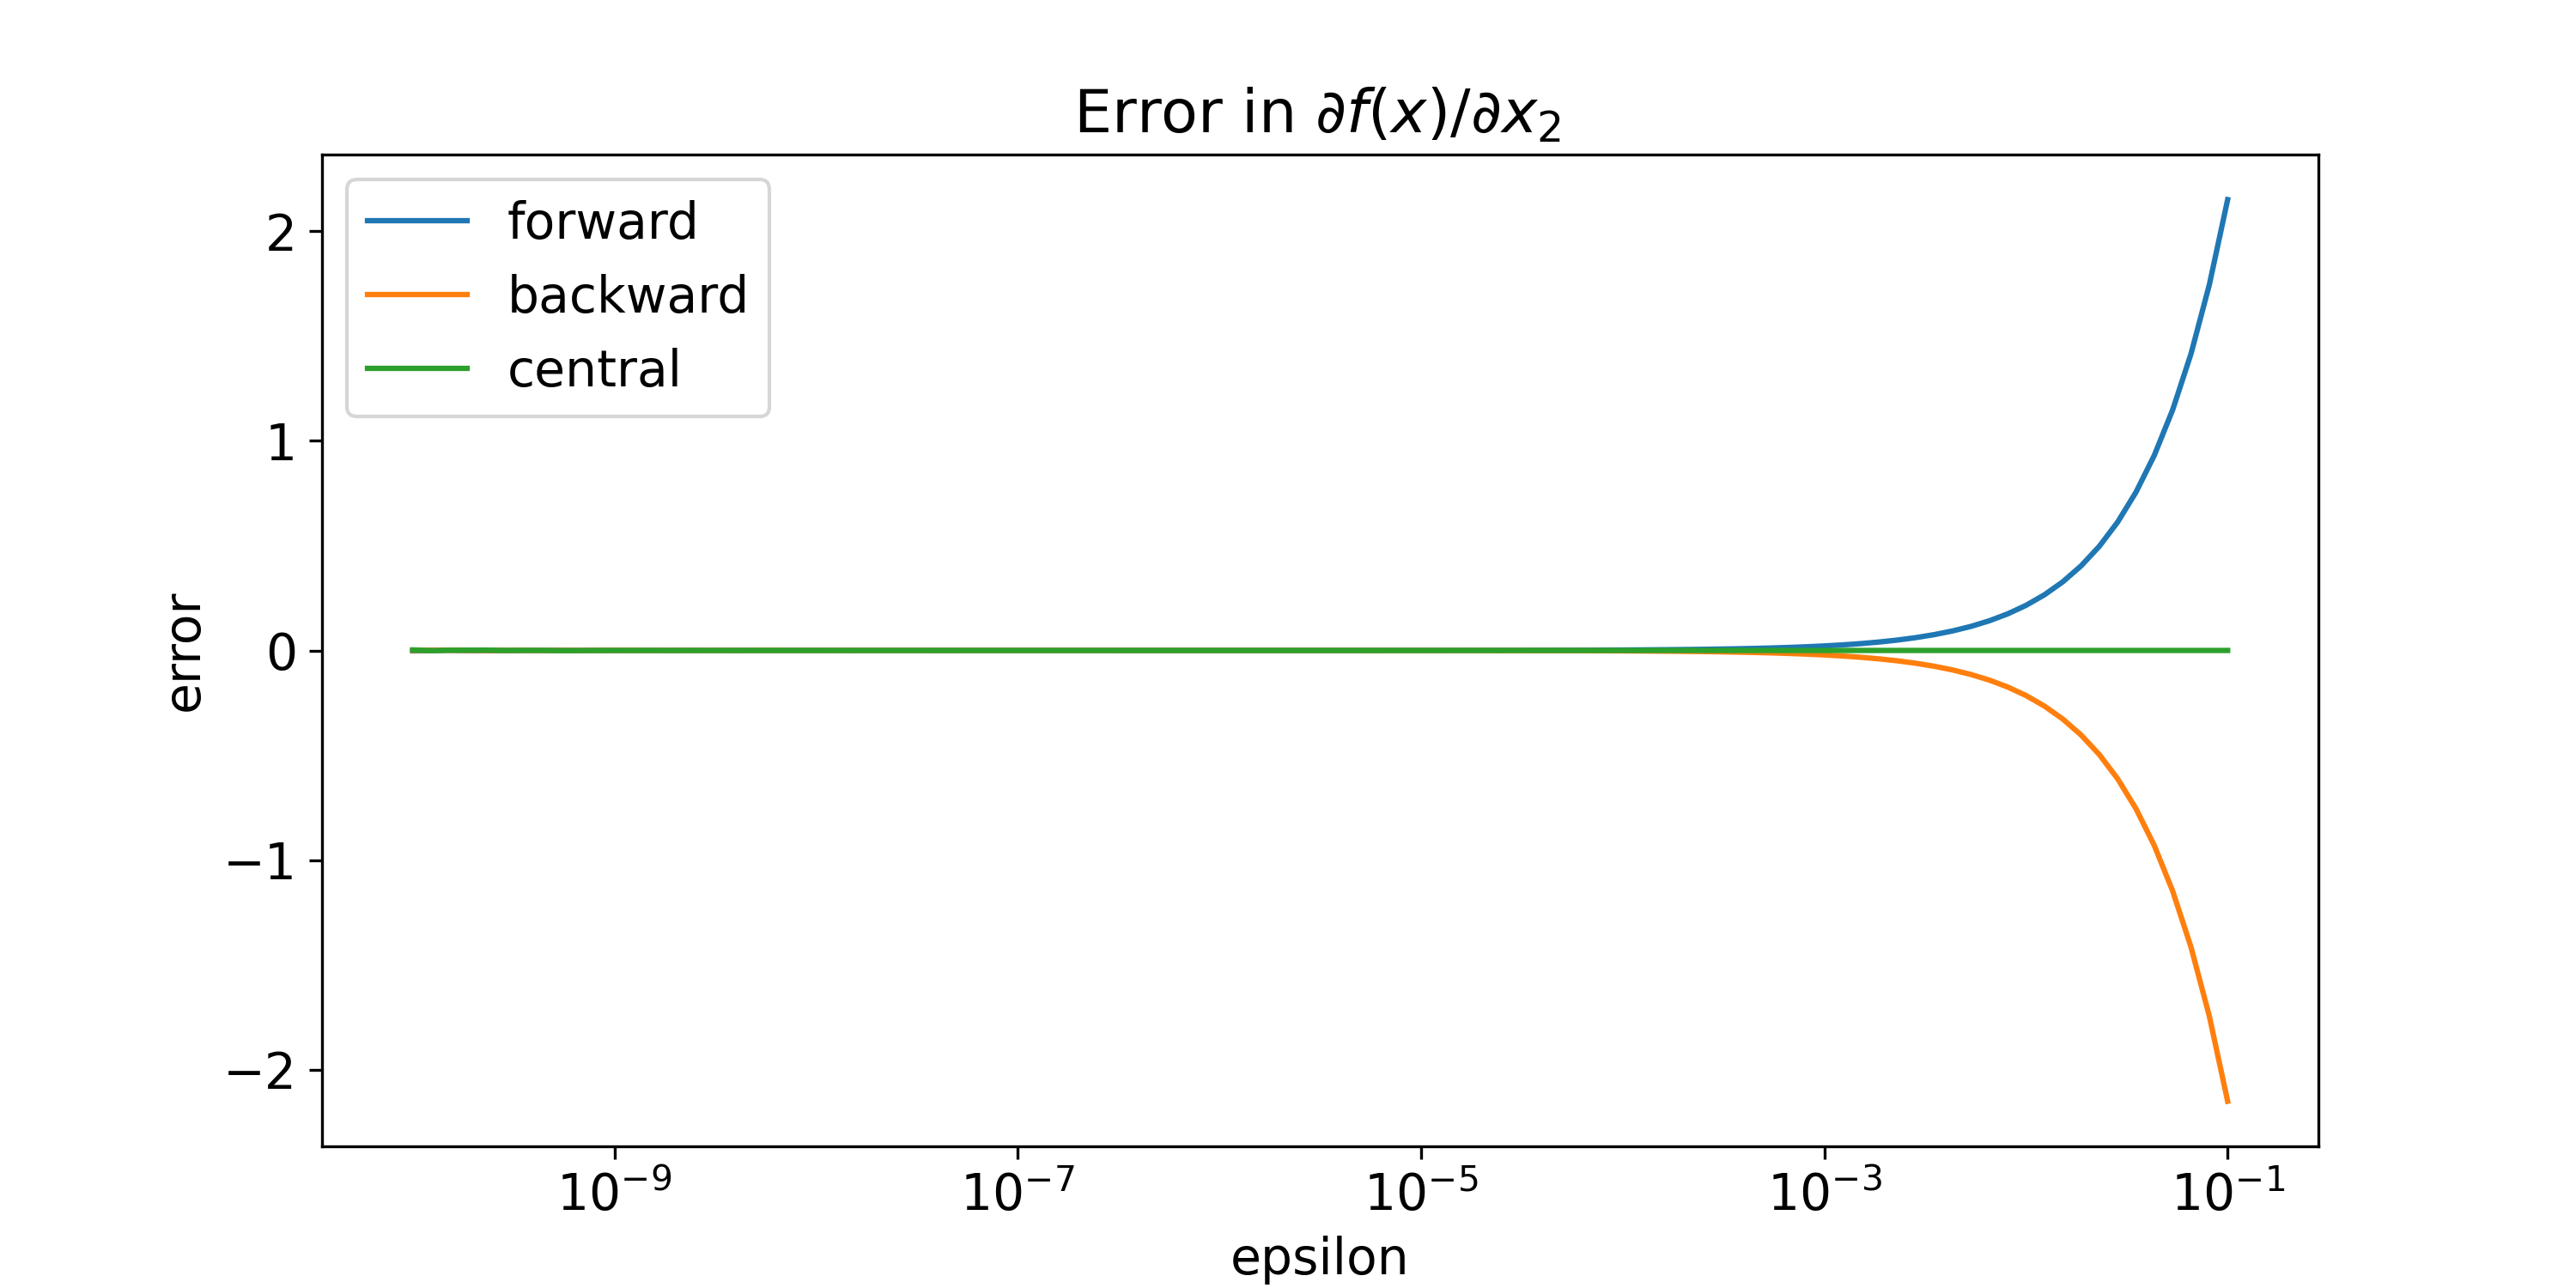 Error in ∂f(x)/∂x₂
forward
backward
central
2
1
0
−1
−2
error
10⁻⁹ 10⁻⁷ 10⁻⁵ 10⁻³ 10⁻¹
epsilon